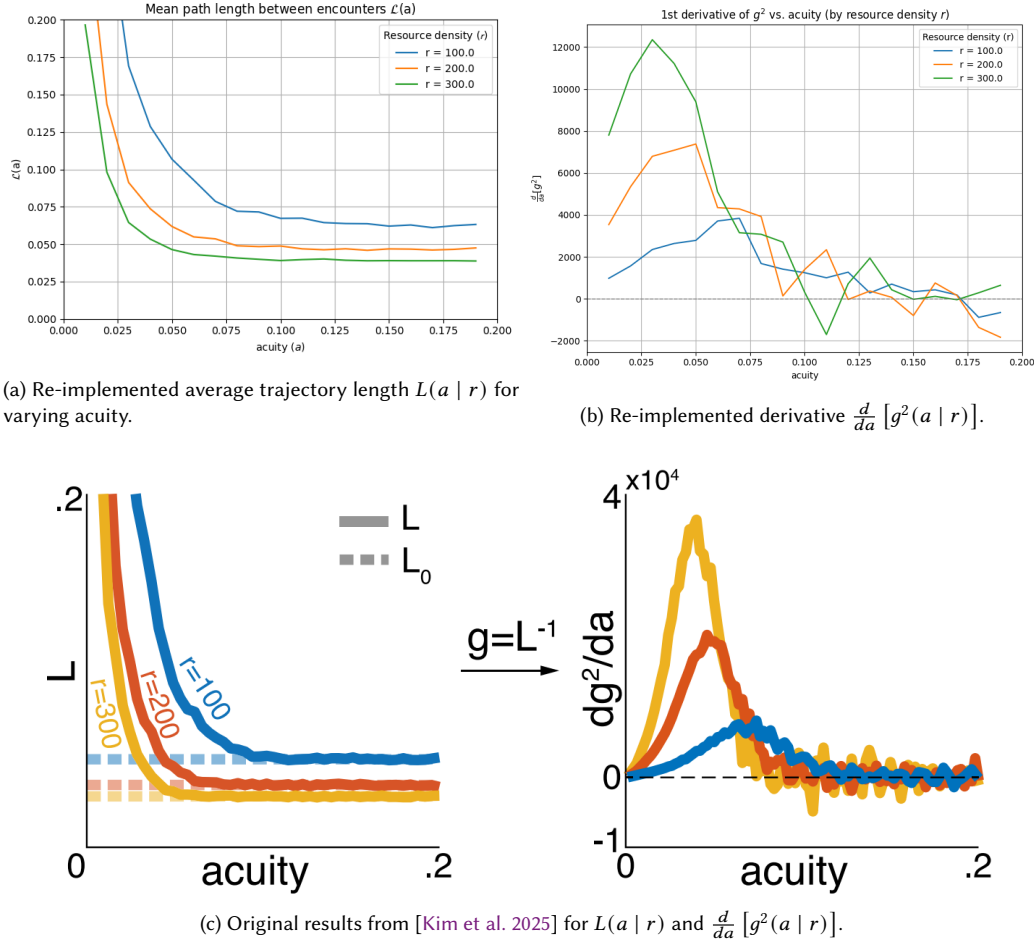 Mean path length between encounters ℒ(a)
0.200
0.175
0.150
0.125
0.100
0.075
0.050
0.025
0.000
ℒ(a)
Resource density (r)
r = 100.0
r = 200.0
r = 300.0
0.000 0.025 0.050 0.075 0.100 0.125 0.150 0.175 0.200
acuity (a)
(a) Re-implemented average trajectory length L(a | r) for
varying acuity.
1st derivative of g² vs. acuity (by resource density r)
12000
10000
8000
6000
4000
2000
0
−2000
d/da [g²]
Resource density (r)
r = 100.0
r = 200.0
r = 300.0
0.000 0.025 0.050 0.075 0.100 0.125 0.150 0.175 0.200
acuity
(b) Re-implemented derivative d/da [g²(a | r)].
.2
L
L
L₀
r=300
r=200
r=100
0 .2
acuity
g=L⁻¹
4 x10⁴
dg²/da
0
-1
0 .2
acuity
(c) Original results from [Kim et al. 2025] for L(a | r) and d/da [g²(a | r)].